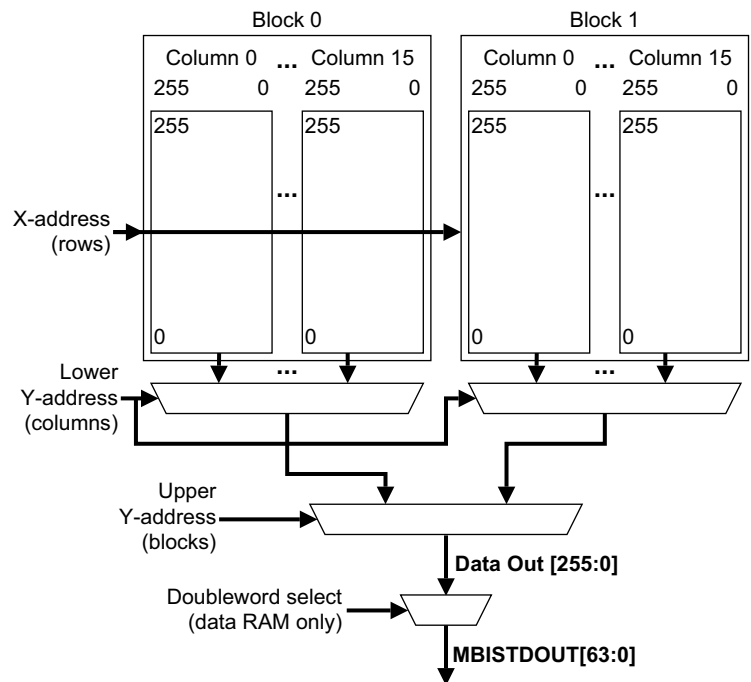 Block 0 Block 1
Column 0 ... Column 15 Column 0 ... Column 15
255 0 255 0 255 0 255 0
255 255 255 255
... ...
X-address
(rows)
0 0 0 0
... ...
Lower
Y-address
(columns)
Upper
Y-address
(blocks)
Data Out [255:0]
Doubleword select
(data RAM only)
MBISTDOUT[63:0]